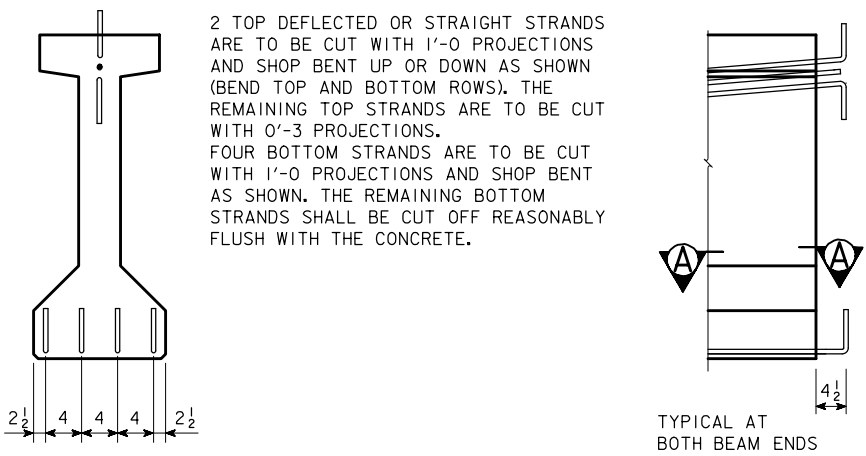 2 TOP DEFLECTED OR STRAIGHT STRANDS
ARE TO BE CUT WITH 1'-0 PROJECTIONS
AND SHOP BENT UP OR DOWN AS SHOWN
(BEND TOP AND BOTTOM ROWS). THE
REMAINING TOP STRANDS ARE TO BE CUT
WITH 0'-3 PROJECTIONS.
FOUR BOTTOM STRANDS ARE TO BE CUT
WITH 1'-0 PROJECTIONS AND SHOP BENT
AS SHOWN. THE REMAINING BOTTOM
STRANDS SHALL BE CUT OFF REASONABLY
FLUSH WITH THE CONCRETE.
A A
4½
2½ 4 4 4 2½
TYPICAL AT
BOTH BEAM ENDS